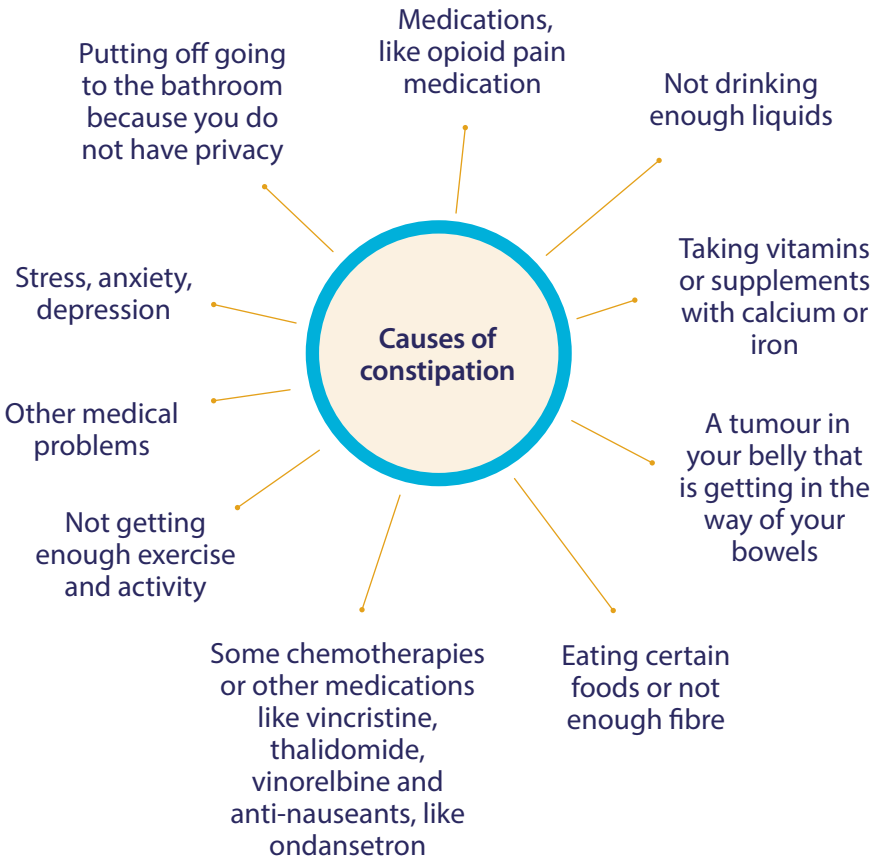 Causes of
constipation
Medications,
like opioid pain
medication
Not drinking
enough liquids
Taking vitamins
or supplements
with calcium or
iron
A tumour in
your belly that
is getting in the
way of your
bowels
Eating certain
foods or not
enough fibre
Some chemotherapies
or other medications
like vincristine,
thalidomide,
vinorelbine and
anti-nauseants, like
ondansetron
Not getting
enough exercise
and activity
Other medical
problems
Stress, anxiety,
depression
Putting off going
to the bathroom
because you do
not have privacy